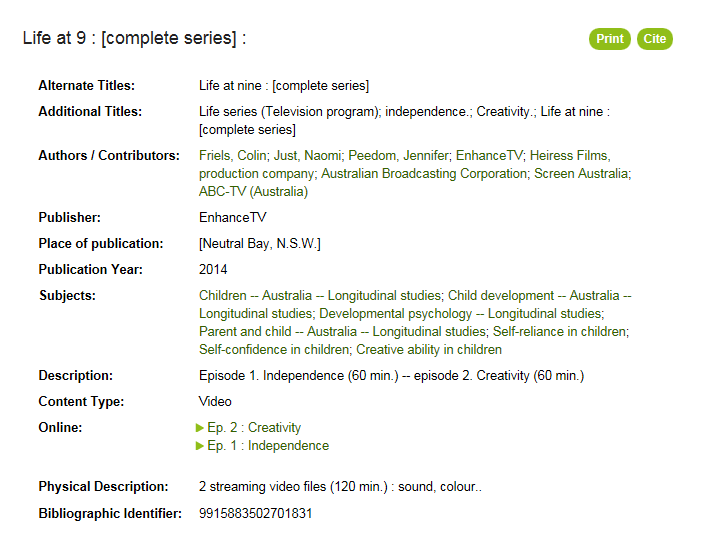 Life at 9 : [complete series] :
Print Cite
Alternate Titles: Life at nine : [complete series]
Additional Titles: Life series (Television program); independence.; Creativity.; Life at nine :
[complete series]
Authors / Contributors: Friels, Colin; Just, Naomi; Peedom, Jennifer; EnhanceTV; Heiress Films,
production company; Australian Broadcasting Corporation; Screen Australia;
ABC-TV (Australia)
Publisher: EnhanceTV
Place of publication: [Neutral Bay, N.S.W.]
Publication Year: 2014
Subjects: Children -- Australia -- Longitudinal studies; Child development -- Australia --
Longitudinal studies; Developmental psychology -- Longitudinal studies;
Parent and child -- Australia -- Longitudinal studies; Self-reliance in children;
Self-confidence in children; Creative ability in children
Description: Episode 1. Independence (60 min.) -- episode 2. Creativity (60 min.)
Content Type: Video
Online: Ep. 2 : Creativity
Ep. 1 : Independence
Physical Description: 2 streaming video files (120 min.) : sound, colour..
Bibliographic Identifier: 9915883502701831